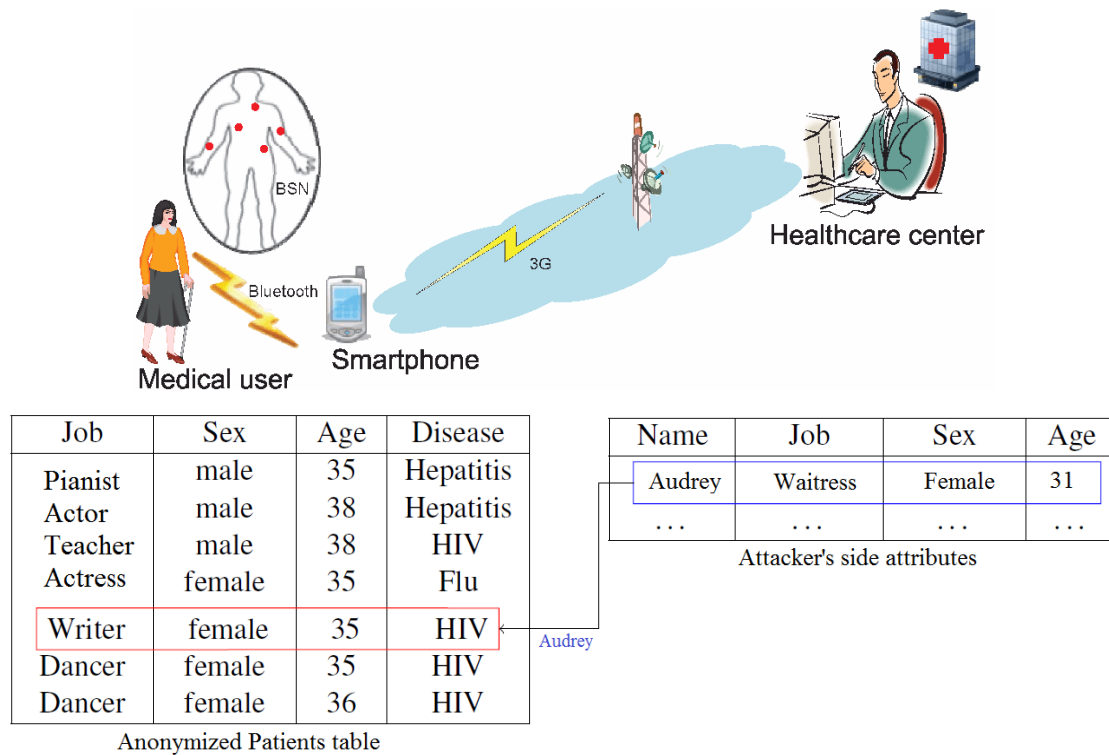 BSN
Bluetooth
3G
Healthcare center
Smartphone
Medical user
Job Sex Age Disease
Pianist male 35 Hepatitis
Actor male 38 Hepatitis
Teacher male 38 HIV
Actress female 35 Flu
Writer female 35 HIV
Dancer female 35 HIV
Dancer female 36 HIV
Anonymized Patients table
Name Job Sex Age
Audrey Waitress Female 31
... ... ... ...
Attacker's side attributes
Audrey